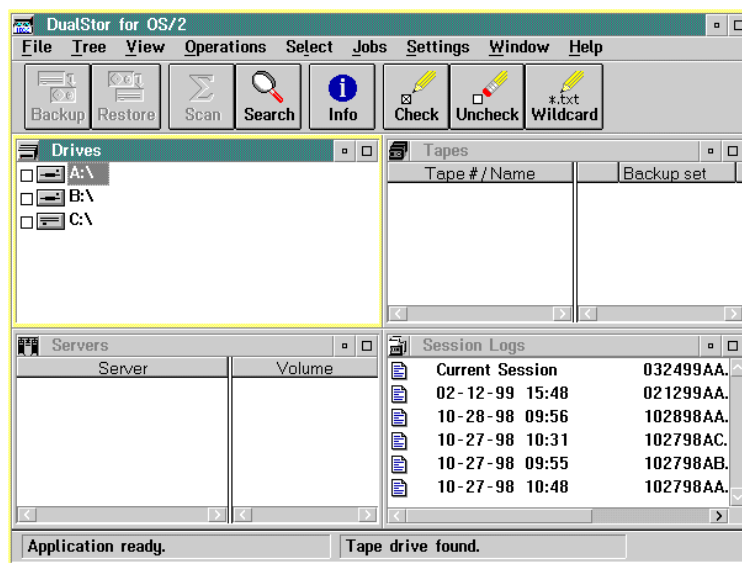 DualStor for OS/2
File Tree View Operations Select Jobs Settings Window Help
Backup Restore Scan Search Info Check Uncheck *.txt Wildcard
Drives
A:\
B:\
C:\
Tapes
Tape # / Name Backup set
Servers
Server Volume
Session Logs
Current Session 032499AA.
02-12-99 15:48 021299AA.
10-28-98 09:56 102898AA.
10-27-98 10:31 102798AC.
10-27-98 09:55 102798AB.
10-27-98 10:48 102798AA.
Application ready. Tape drive found.